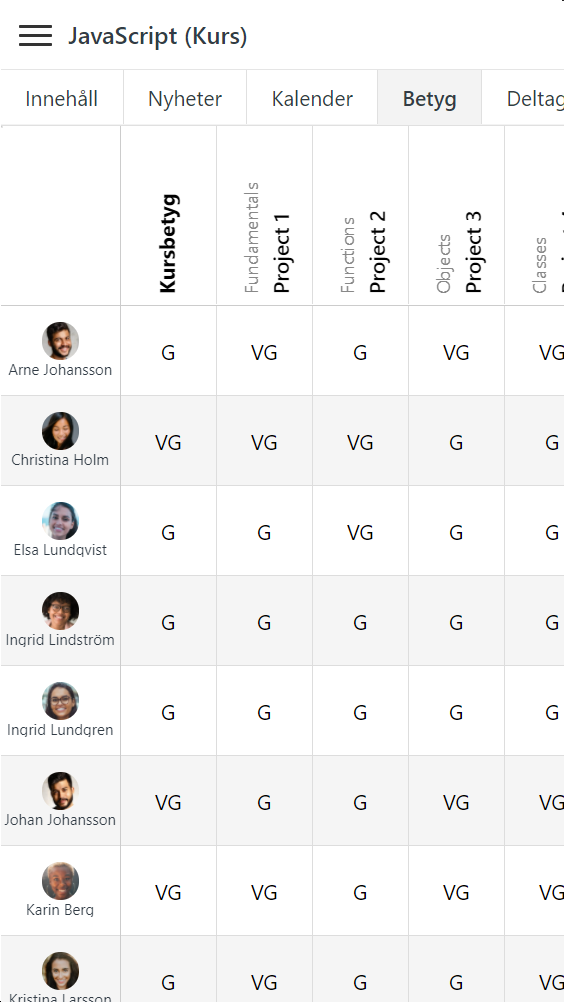 JavaScript (Kurs)
Innehåll Nyheter Kalender Betyg Deltag
Kursbetyg
Fundamentals
Project 1
Functions
Project 2
Objects
Project 3
Classes
Arne Johansson G VG G VG VG
Christina Holm VG VG VG G G
Elsa Lundqvist G G VG G G
Ingrid Lindström G G G G G
Ingrid Lundgren G G G G G
Johan Johansson VG G G VG VG
Karin Berg VG VG G VG VG
Kristina Larsson G VG G G VG